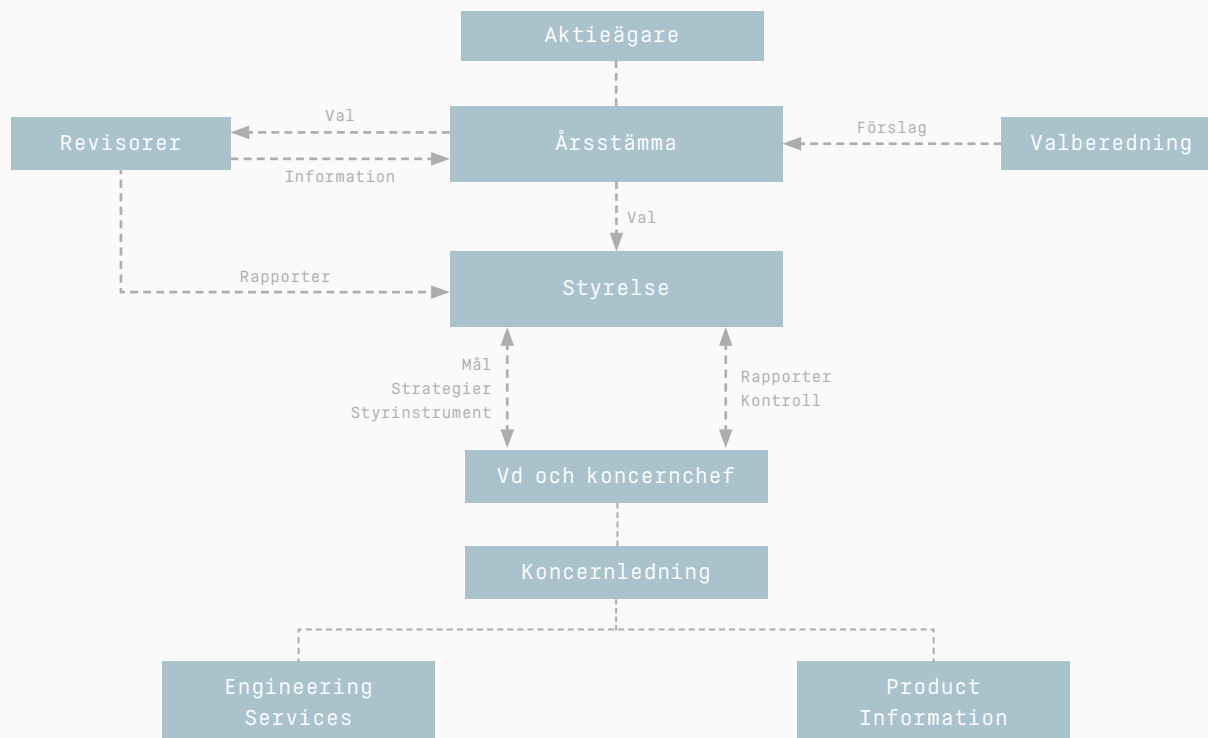 Aktieägare
Val
Revisorer
Årsstämma
Förslag
Valberedning
Information
Val
Rapporter
Styrelse
Mål
Strategier
Styrinstrument
Rapporter
Kontroll
Vd och koncernchef
Koncernledning
Engineering
Services
Product
Information